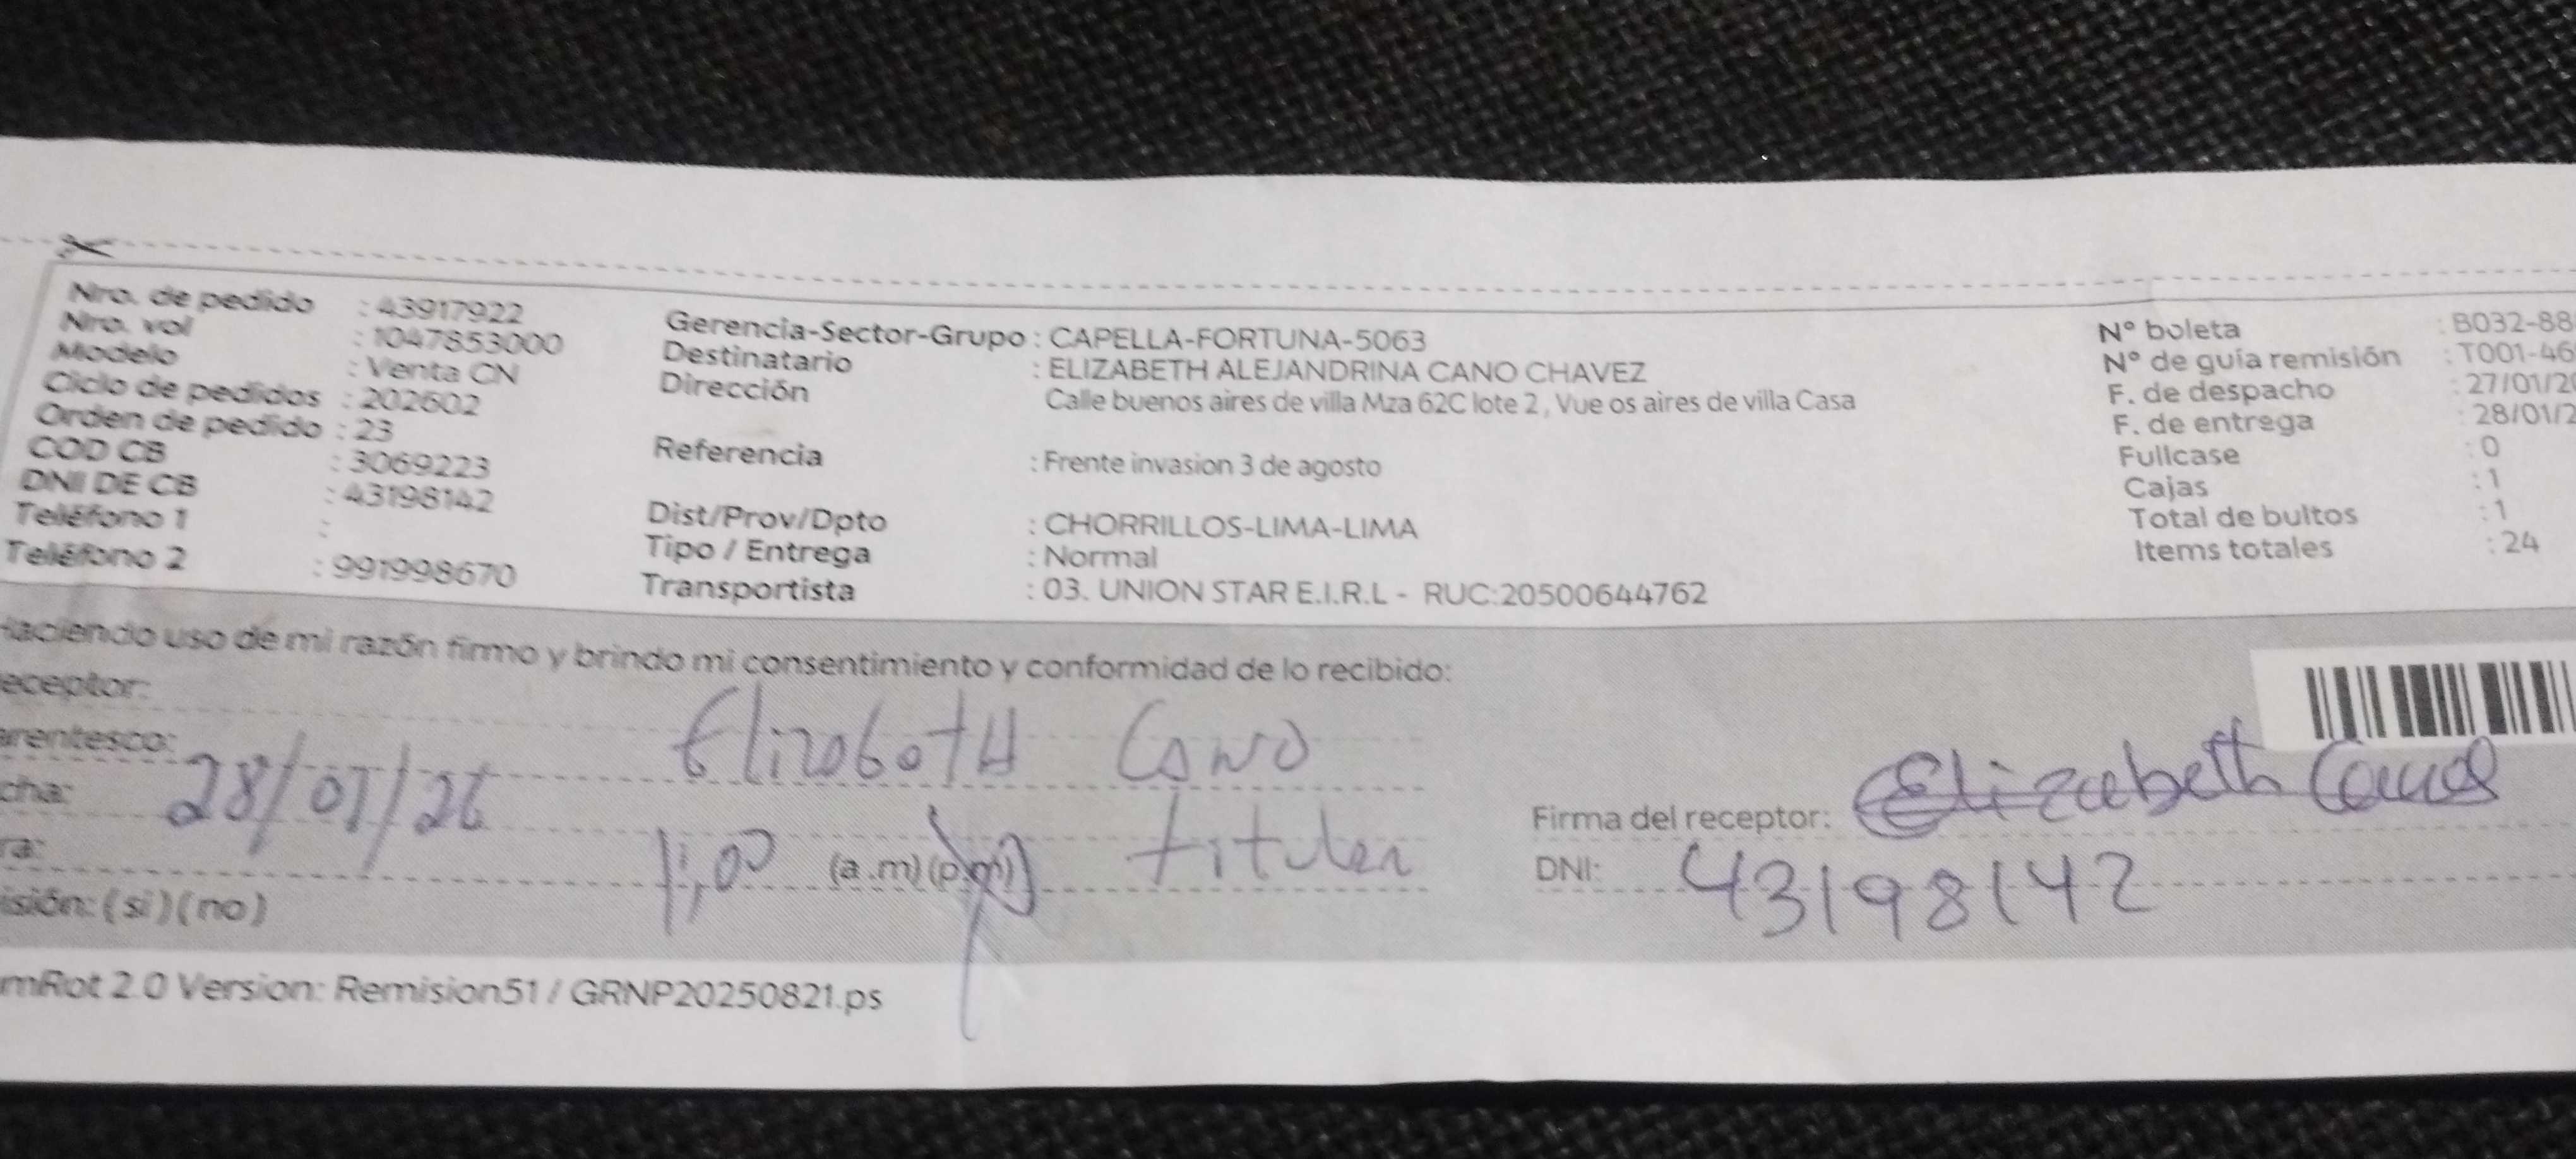 Nro. de pedido : 43917922
Nro. vol : 1047853000
Modelo : Venta CN
Ciclo de pedidos : 202602
Orden de pedido : 23
COD CB : 3069223
DNI DE CB : 43198142
Teléfono 1 :
Teléfono 2 : 991998670
Gerencia-Sector-Grupo : CAPELLA-FORTUNA-5063
Destinatario : ELIZABETH ALEJANDRINA CANO CHAVEZ
Dirección Calle buenos aires de villa Mza 62C lote 2 , Vue os aires de villa Casa
Referencia : Frente invasion 3 de agosto
Dist/Prov/Dpto : CHORRILLOS-LIMA-LIMA
Tipo / Entrega : Normal
Transportista : 03. UNION STAR E.I.R.L - RUC:20500644762
N° boleta : B032-88
N° de guía remisión : T001-46
F. de despacho : 27/01/20
F. de entrega : 28/01/2
Fullcase : 0
Cajas : 1
Total de bultos : 1
Items totales : 24
Haciendo uso de mi razón firmo y brindo mi consentimiento y conformidad de lo recibido:
eceptor: Elizabeth Cano
arentesco: titular
cha: 28/01/26
ra: (a.m) (p.m)
isión: (si) (no)
Firma del receptor: Elizabeth Cano
DNI: 43198142
mRot 2.0 Version: Remision51 / GRNP20250821.ps